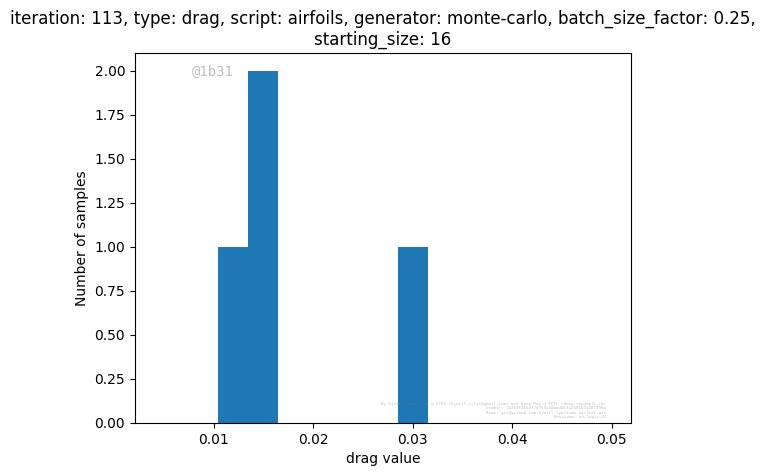 iteration: 113, type: drag, script: airfoils, generator: monte-carlo, batch_size_factor: 0.25,
starting_size: 16
@1b31
2.00
1.75
1.50
1.25
1.00
0.75
0.50
0.25
0.00
Number of samples
0.01
0.02
0.03
0.04
0.05
drag value